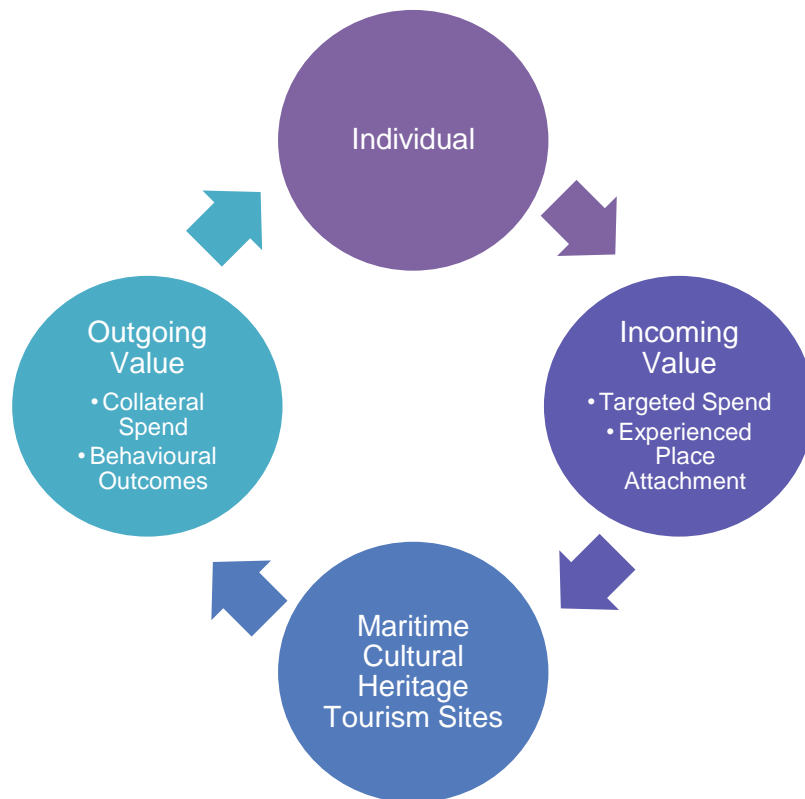 Individual
Outgoing
Value
• Collateral
Spend
• Behavioural
Outcomes
Incoming
Value
• Targeted Spend
• Experienced
Place
Attachment
Maritime
Cultural
Heritage
Tourism Sites